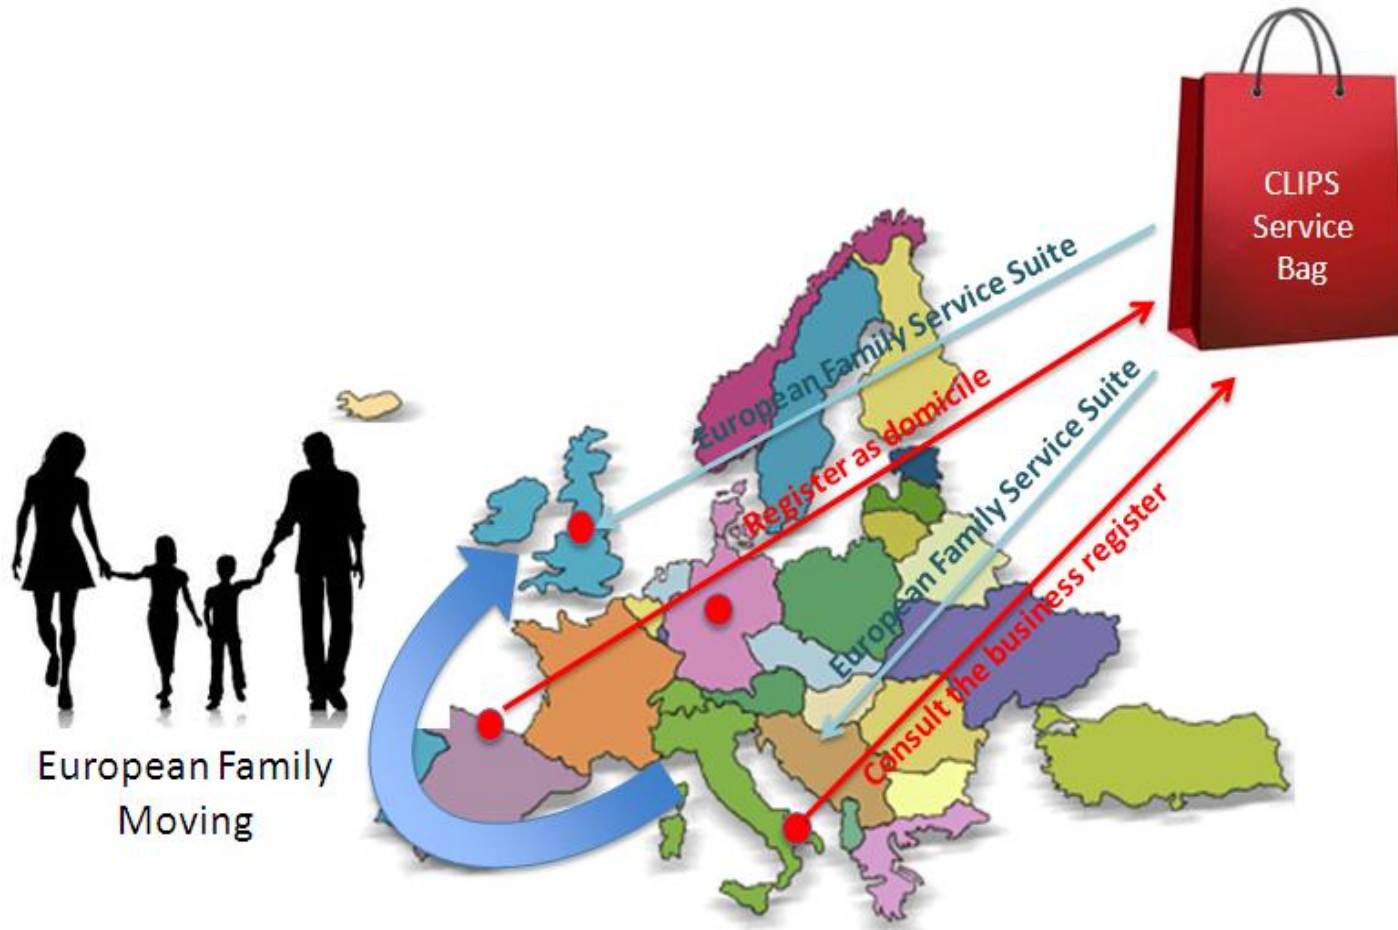 CLIPS
Service
Bag
European Family Service Suite
Register as domicile
European Family Service Suite
Consult the business register
European Family
Moving